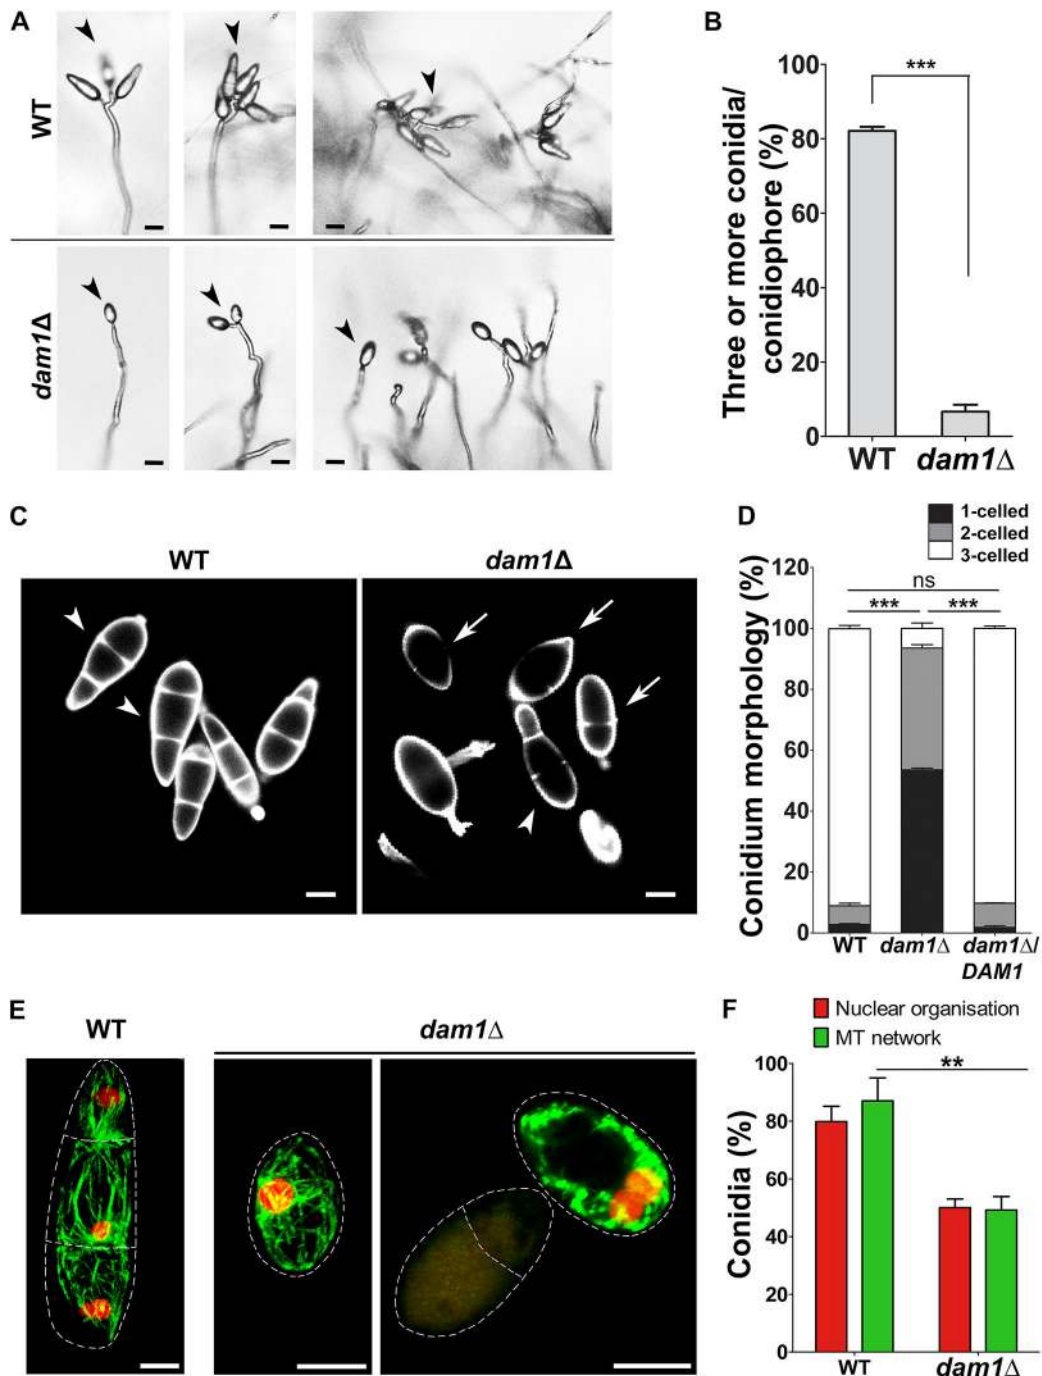 A
WT
dam1Δ
B
***
Three or more conidia/
conidiophore (%)
100
80
60
40
20
0
WT
dam1Δ
C
WT
dam1Δ
D
1-celled
2-celled
3-celled
Conidium morphology (%)
120
100
80
60
40
20
0
ns
***
***
WT
dam1Δ
dam1Δ/
DAM1
E
WT
dam1Δ
F
Nuclear organisation
MT network
**
Conidia (%)
100
80
60
40
20
0
WT
dam1Δ